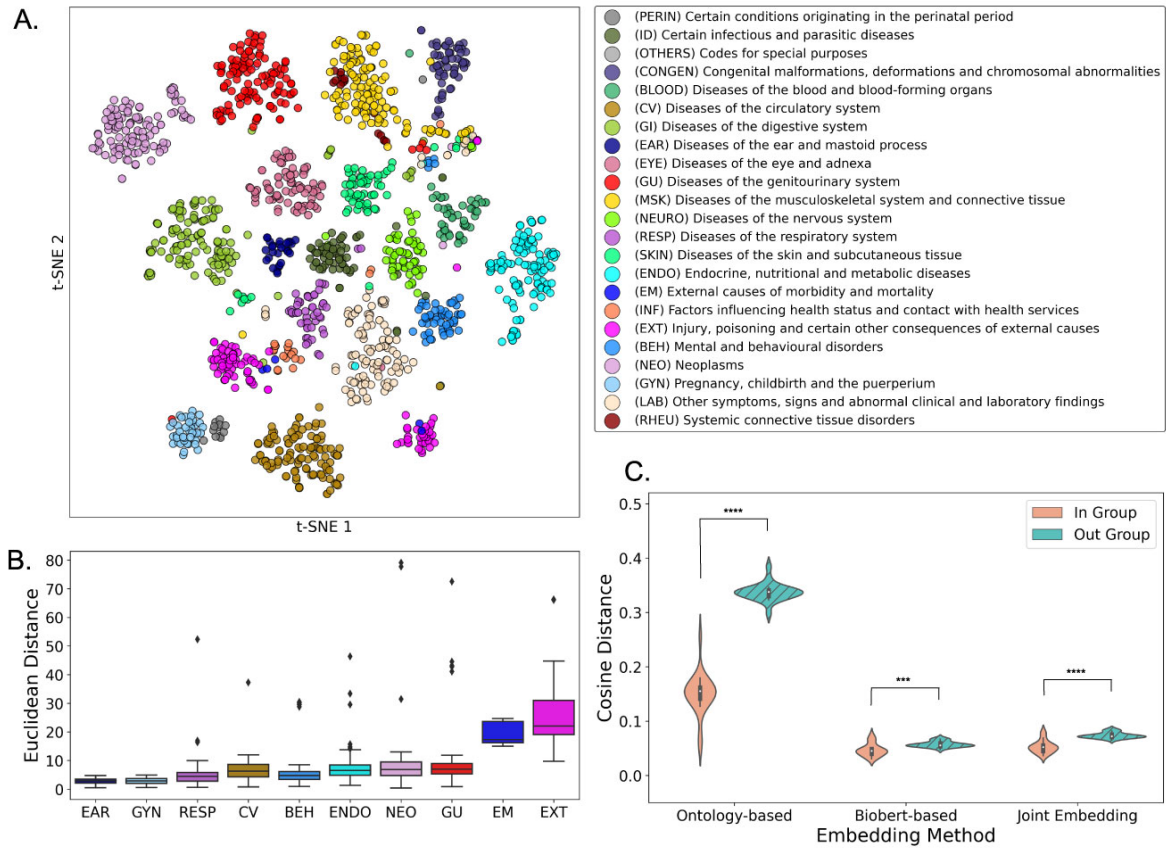 A.
t-SNE 2
t-SNE 1
(PERIN) Certain conditions originating in the perinatal period
(ID) Certain infectious and parasitic diseases
(OTHERS) Codes for special purposes
(CONGEN) Congenital malformations, deformations and chromosomal abnormalities
(BLOOD) Diseases of the blood and blood-forming organs
(CV) Diseases of the circulatory system
(GI) Diseases of the digestive system
(EAR) Diseases of the ear and mastoid process
(EYE) Diseases of the eye and adnexa
(GU) Diseases of the genitourinary system
(MSK) Diseases of the musculoskeletal system and connective tissue
(NEURO) Diseases of the nervous system
(RESP) Diseases of the respiratory system
(SKIN) Diseases of the skin and subcutaneous tissue
(ENDO) Endocrine, nutritional and metabolic diseases
(EM) External causes of morbidity and mortality
(INF) Factors influencing health status and contact with health services
(EXT) Injury, poisoning and certain other consequences of external causes
(BEH) Mental and behavioural disorders
(NEO) Neoplasms
(GYN) Pregnancy, childbirth and the puerperium
(LAB) Other symptoms, signs and abnormal clinical and laboratory findings
(RHEU) Systemic connective tissue disorders
B.
Euclidean Distance
80
70
60
50
40
30
20
10
0
EAR GYN RESP CV BEH ENDO NEO GU EM EXT
C.
Cosine Distance
0.5
0.4
0.3
0.2
0.1
0.0
In Group
Out Group
****
***
****
Ontology-based Biobert-based Joint Embedding
Embedding Method